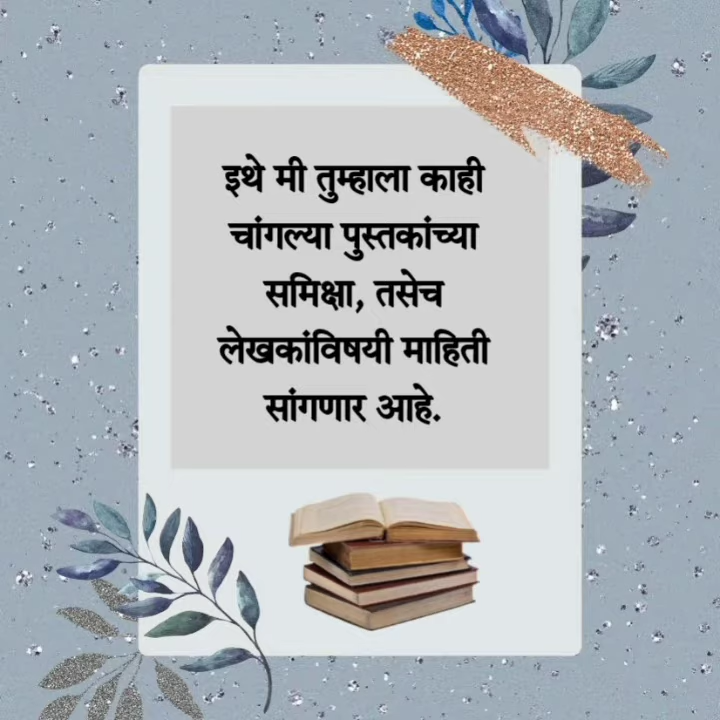 इथे मी तुम्हाला काही
चांगल्या पुस्तकांच्या
समिक्षा, तसेच
लेखकांविषयी माहिती
सांगणार आहे.